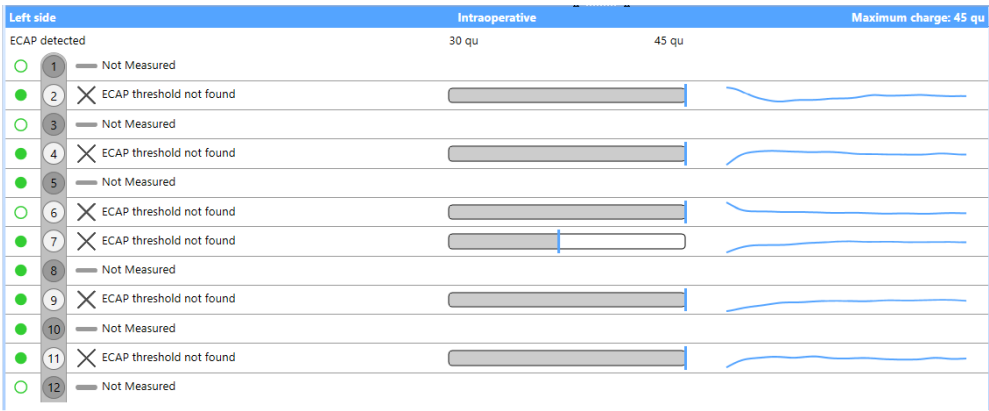 Left side Intraoperative Maximum charge: 45 qu
ECAP detected 30 qu 45 qu
1 Not Measured
2 ECAP threshold not found
3 Not Measured
4 ECAP threshold not found
5 Not Measured
6 ECAP threshold not found
7 ECAP threshold not found
8 Not Measured
9 ECAP threshold not found
10 Not Measured
11 ECAP threshold not found
12 Not Measured